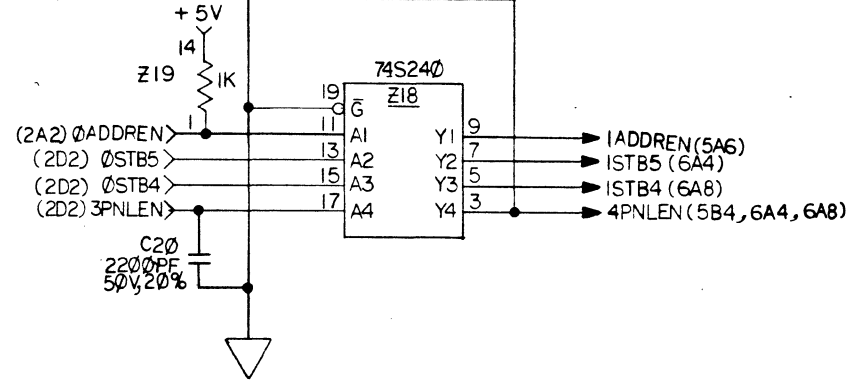 +5V
14
Z19
1K
1
74S240
Z18
19
G̅
(2A2) ØADDREN
11
A1
Y1
9
1ADDREN (5A6)
(2D2) ØSTB5
13
A2
Y2
7
1STB5 (6A4)
(2D2) ØSTB4
15
A3
Y3
5
1STB4 (6A8)
(2D2) 3PNLEN
17
A4
Y4
3
4PNLEN (5B4, 6A4, 6A8)
C2Ø
22ØØPF
5ØV, 2Ø%